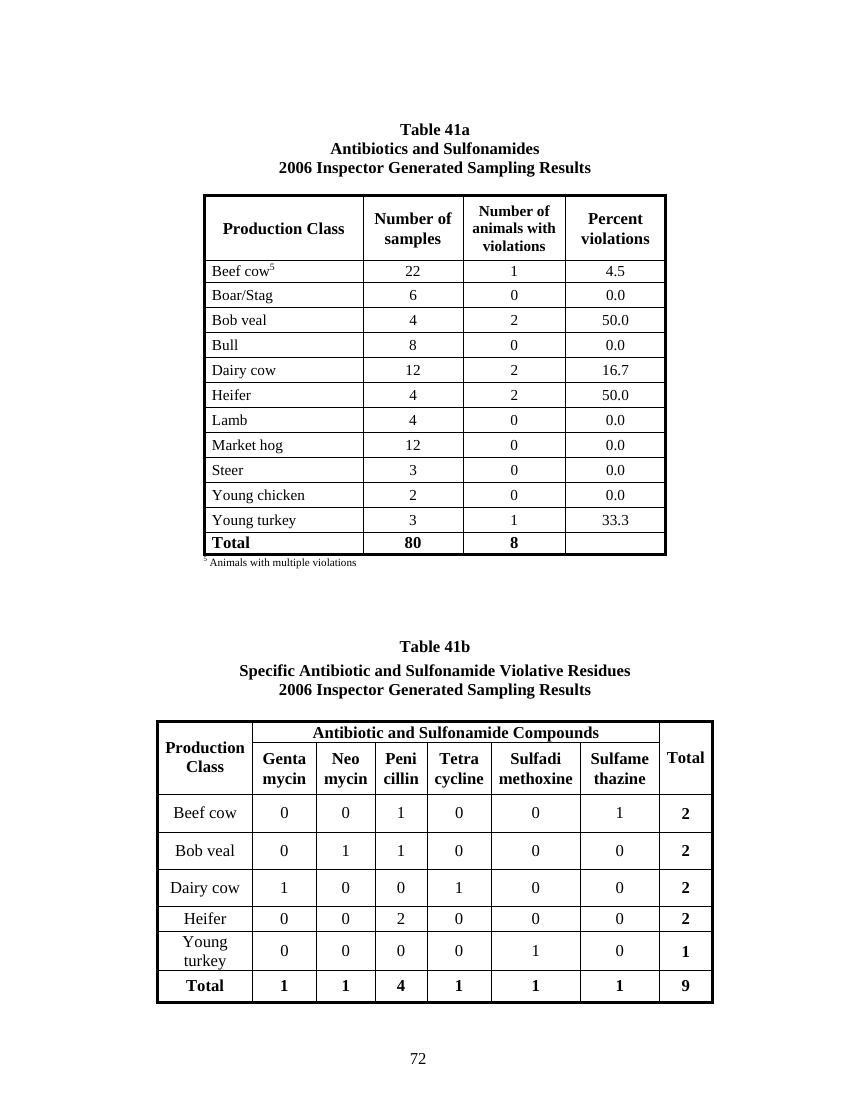 Table 41a
Antibiotics and Sulfonamides
2006 Inspector Generated Sampling Results
Production Class Number of samples Number of animals with violations Percent violations
Beef cow5 22 1 4.5
Boar/Stag 6 0 0.0
Bob veal 4 2 50.0
Bull 8 0 0.0
Dairy cow 12 2 16.7
Heifer 4 2 50.0
Lamb 4 0 0.0
Market hog 12 0 0.0
Steer 3 0 0.0
Young chicken 2 0 0.0
Young turkey 3 1 33.3
Total 80 8
5 Animals with multiple violations
Table 41b
Specific Antibiotic and Sulfonamide Violative Residues
2006 Inspector Generated Sampling Results
Production Class Antibiotic and Sulfonamide Compounds Total
Genta mycin Neo mycin Peni cillin Tetra cycline Sulfadi methoxine Sulfame thazine
Beef cow 0 0 1 0 0 1 2
Bob veal 0 1 1 0 0 0 2
Dairy cow 1 0 0 1 0 0 2
Heifer 0 0 2 0 0 0 2
Young turkey 0 0 0 0 1 0 1
Total 1 1 4 1 1 1 9
72